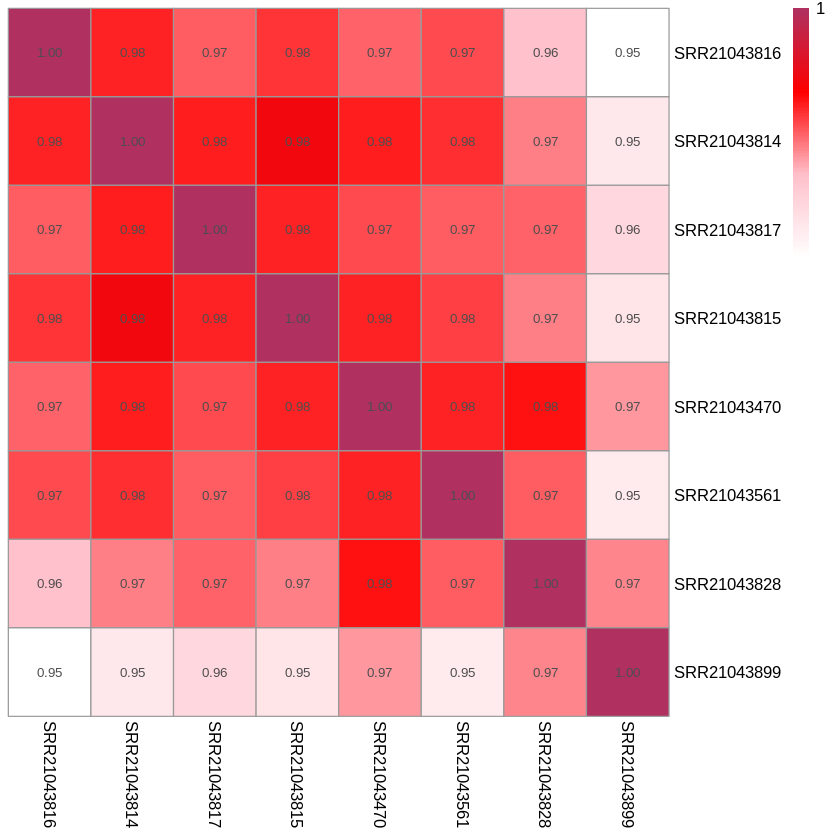 1
1.00 0.98 0.97 0.98 0.97 0.97 0.96 0.95 SRR21043816
0.98 1.00 0.98 0.98 0.98 0.98 0.97 0.95 SRR21043814
0.97 0.98 1.00 0.98 0.97 0.97 0.97 0.96 SRR21043817
0.98 0.98 0.98 1.00 0.98 0.98 0.97 0.95 SRR21043815
0.97 0.98 0.97 0.98 1.00 0.98 0.98 0.97 SRR21043470
0.97 0.98 0.97 0.98 0.98 1.00 0.97 0.95 SRR21043561
0.96 0.97 0.97 0.97 0.98 0.97 1.00 0.97 SRR21043828
0.95 0.95 0.96 0.95 0.97 0.95 0.97 1.00 SRR21043899
SRR21043816 SRR21043814 SRR21043817 SRR21043815 SRR21043470 SRR21043561 SRR21043828 SRR21043899